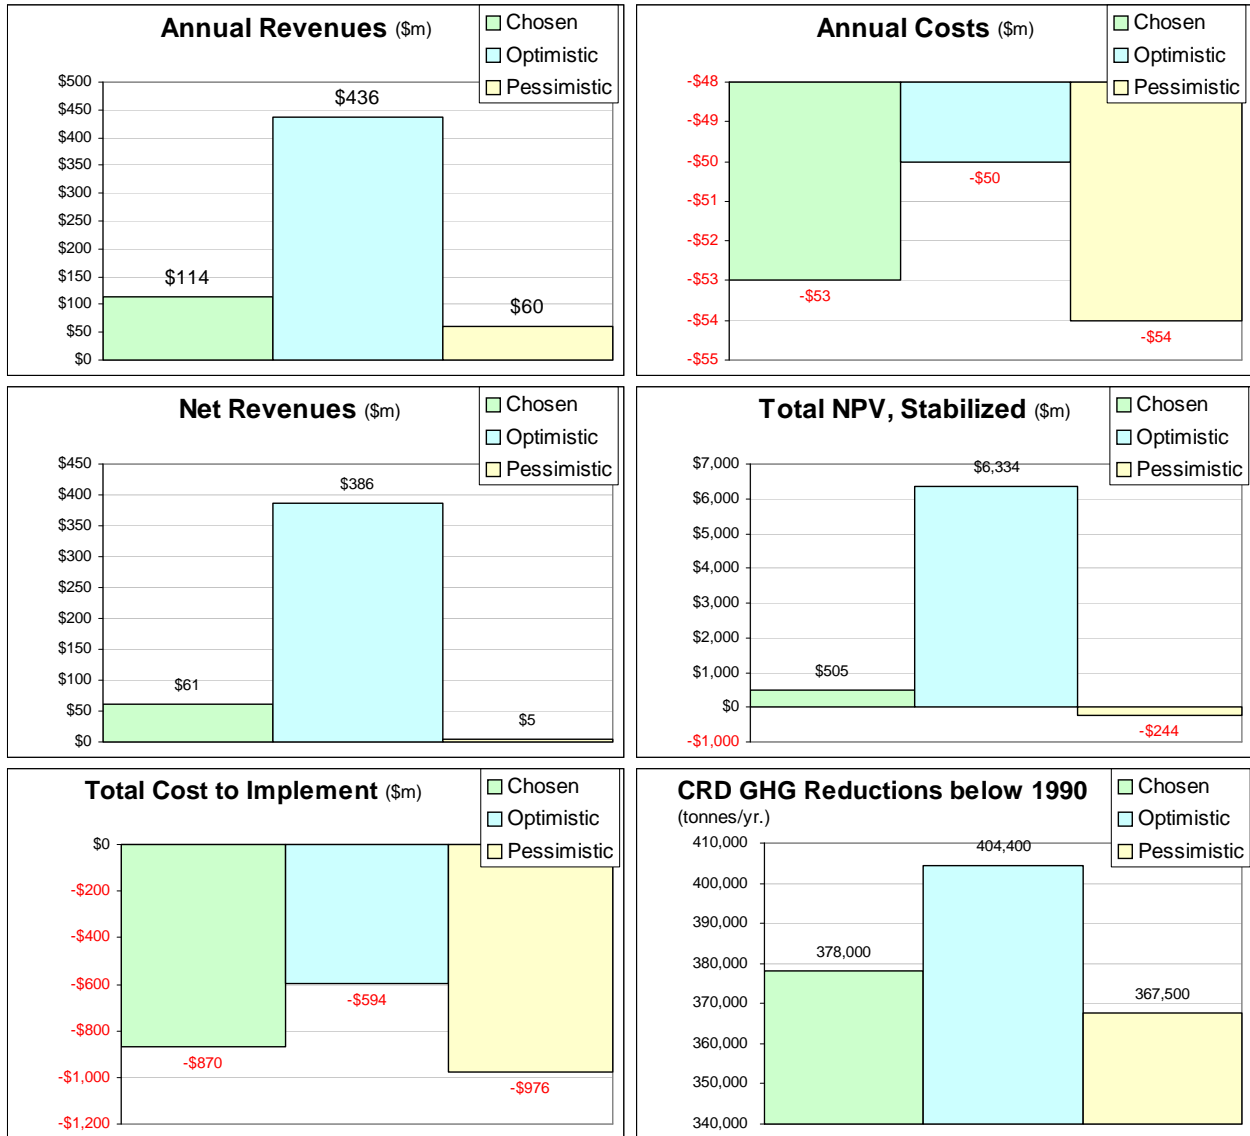 Annual Revenues ($m)
Chosen
Optimistic
Pessimistic
$500
$450
$400
$350
$300
$250
$200
$150
$100
$50
$0
$114
$436
$60
Annual Costs ($m)
Chosen
Optimistic
Pessimistic
-$48
-$49
-$50
-$51
-$52
-$53
-$54
-$55
-$53
-$50
-$54
Net Revenues ($m)
Chosen
Optimistic
Pessimistic
$450
$400
$350
$300
$250
$200
$150
$100
$50
$0
$61
$386
$5
Total NPV, Stabilized ($m)
Chosen
Optimistic
Pessimistic
$7,000
$6,000
$5,000
$4,000
$3,000
$2,000
$1,000
$0
-$1,000
$505
$6,334
-$244
Total Cost to Implement ($m)
Chosen
Optimistic
Pessimistic
$0
-$200
-$400
-$600
-$800
-$1,000
-$1,200
-$870
-$594
-$976
CRD GHG Reductions below 1990
(tonnes/yr.)
Chosen
Optimistic
Pessimistic
410,000
400,000
390,000
380,000
370,000
360,000
350,000
340,000
378,000
404,400
367,500